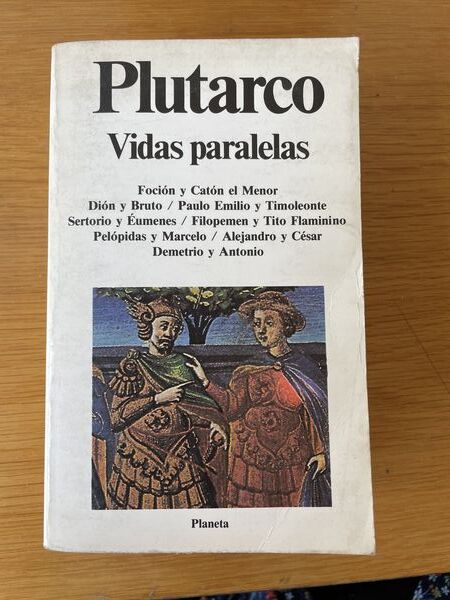 Plutarco
Vidas paralelas
Foción y Catón el Menor
Dión y Bruto / Paulo Emilio y Timoleonte
Sertorio y Éumenes / Filopemen y Tito Flaminino
Pelópidas y Marcelo / Alejandro y César
Demetrio y Antonio
Planeta